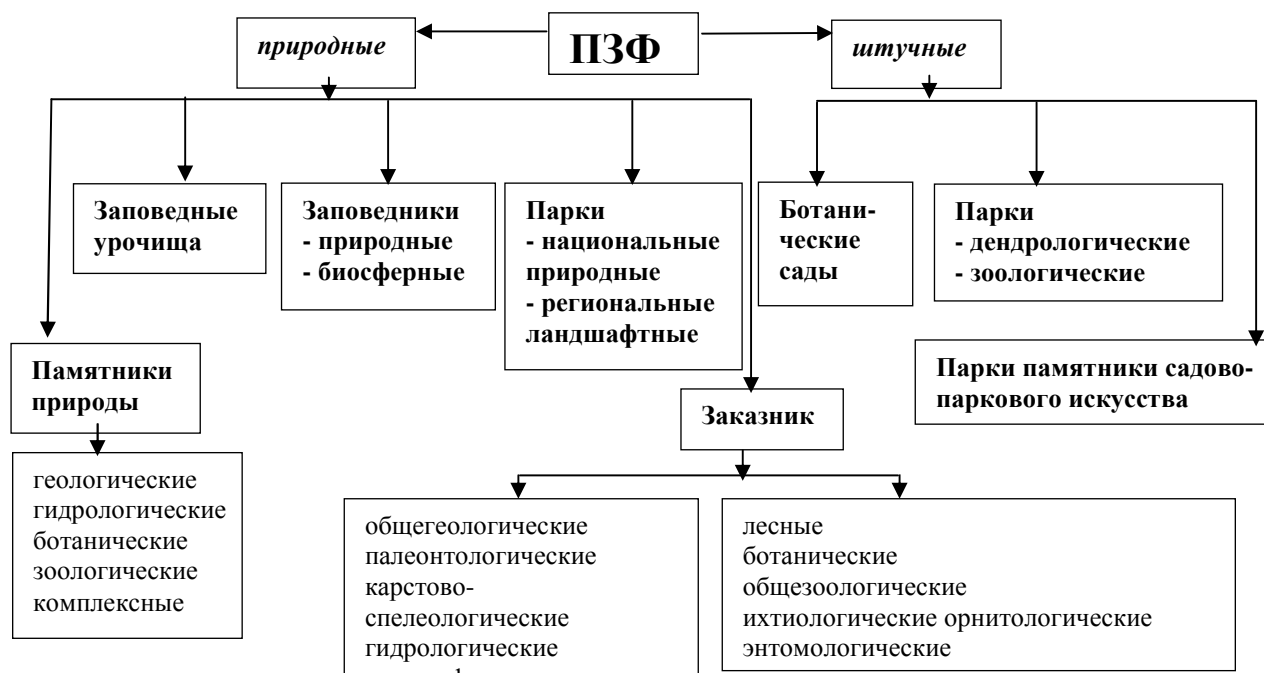 ПЗФ
природные
штучные
Заповедные
урочища
Заповедники
- природные
- биосферные
Парки
- национальные
природные
- региональные
ландшафтные
Ботани-
ческие
сады
Парки
- дендрологические
- зоологические
Памятники
природы
Заказник
Парки памятники садово-
паркового искусства
геологические
гидрологические
ботанические
зоологические
комплексные
общегеологические
палеонтологические
карстово-
спелеологические
гидрологические
лесные
ботанические
общезоологические
ихтиологические орнитологические
энтомологические